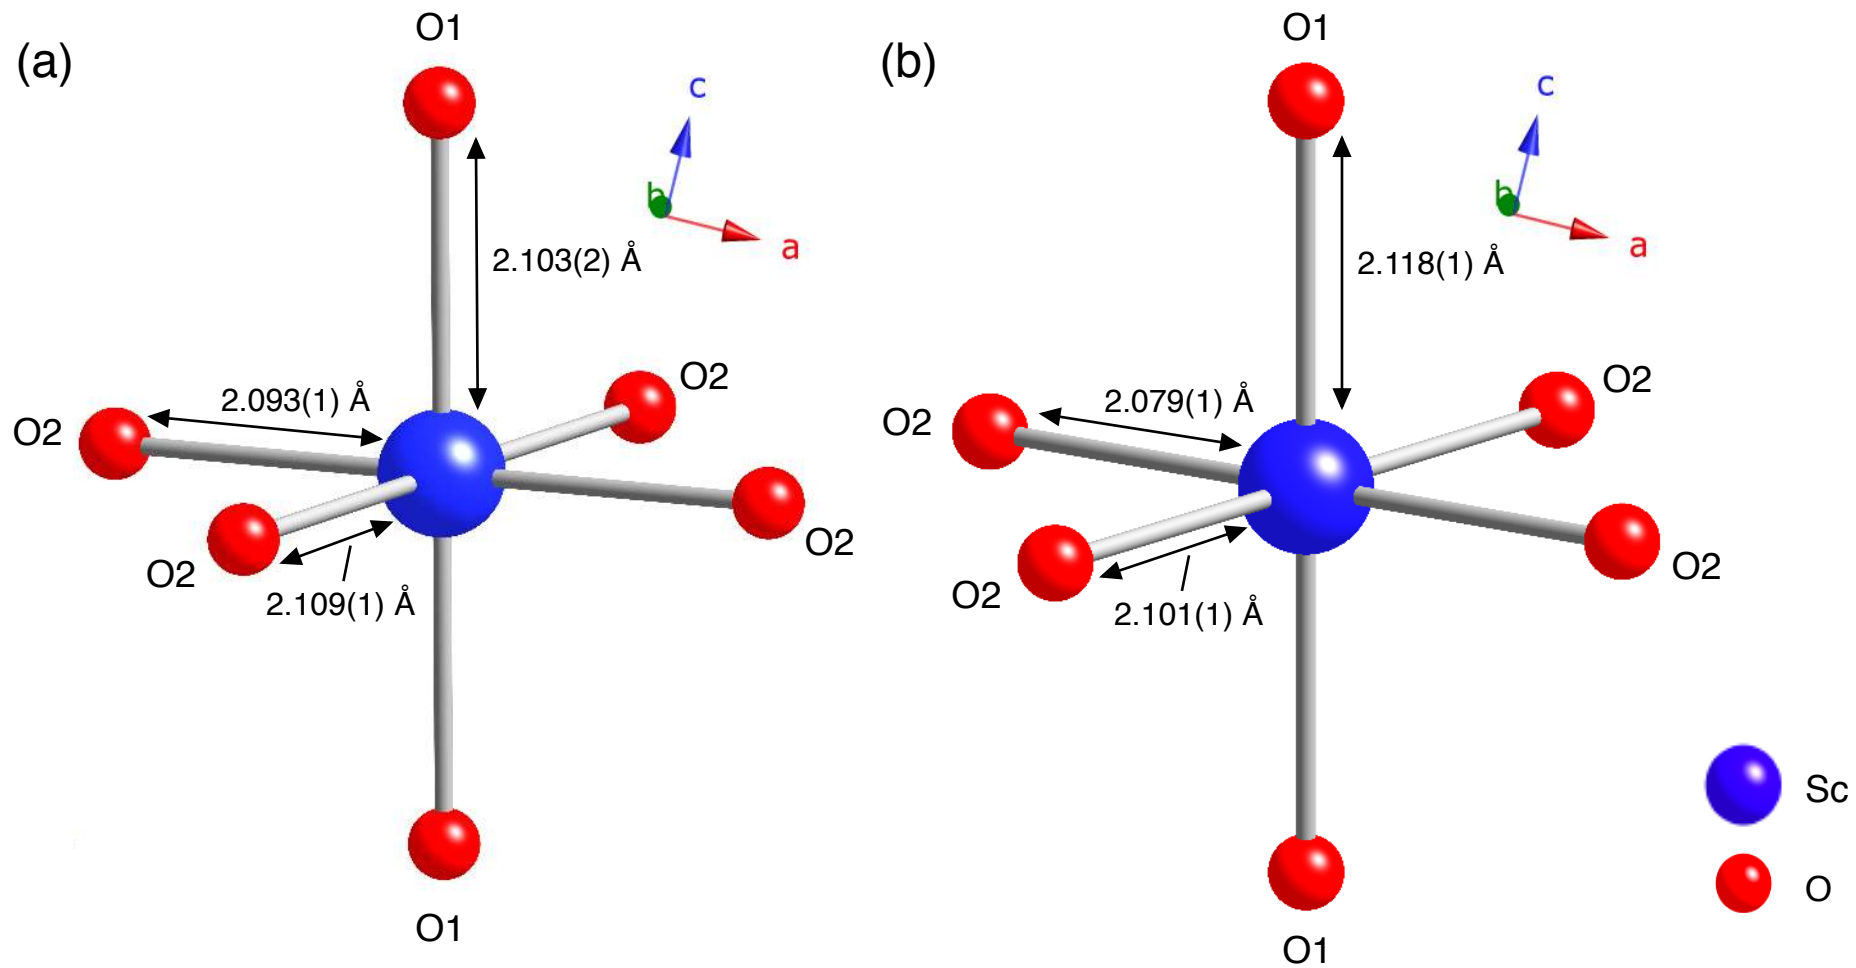 (a)
O1
c
b
a
2.103(2) Å
2.093(1) Å
O2
O2
O2
O2
2.109(1) Å
O1
(b)
O1
c
b
a
2.118(1) Å
2.079(1) Å
O2
O2
O2
O2
2.101(1) Å
O1
Sc
O